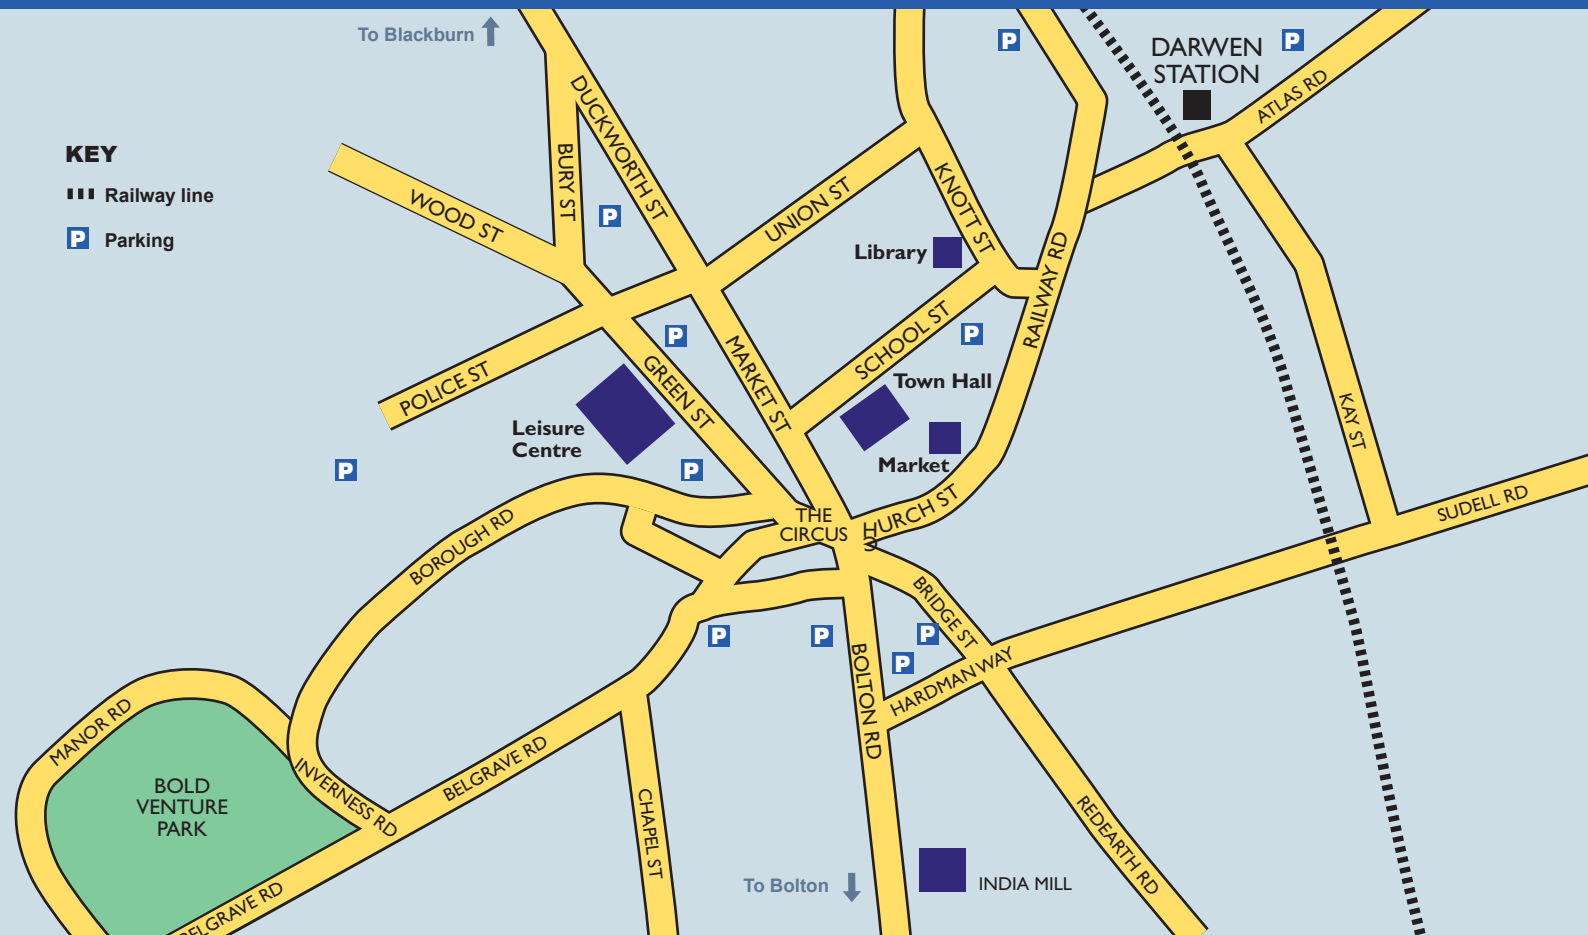 To Blackburn
P
DARWEN
STATION
P
ATLAS RD
DUCKWORTH ST
KEY
Railway line
P Parking
BURY ST
WOOD ST
P
UNION ST
KNOTT ST
Library
RAILWAY RD
SCHOOL ST
P
P
MARKET ST
GREEN ST
POLICE ST
Town Hall
Leisure
Centre
Market
KAY ST
P
P
SUDELL RD
THE
CIRCUS
CHURCH ST
BOROUGH RD
BRIDGE ST
P
P
P
P
BOLTON RD
HARDMAN WAY
MANOR RD
INVERNESS RD
BELGRAVE RD
BOLD
VENTURE
PARK
CHAPEL ST
REDEARTH RD
To Bolton
INDIA MILL
BELGRAVE RD